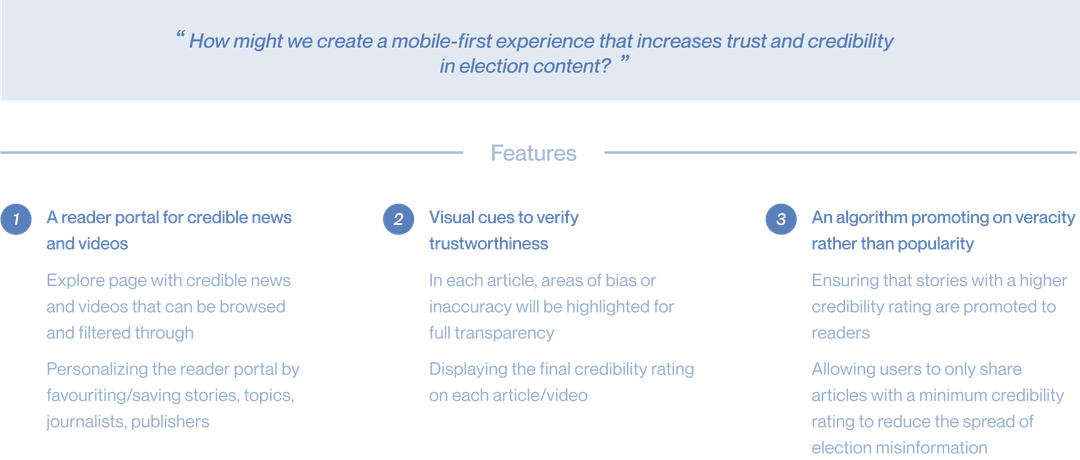 “ How might we create a mobile-first experience that increases trust and credibility
in election content? ”
Features
1
A reader portal for credible news
and videos
Explore page with credible news
and videos that can be browsed
and filtered through
Personalizing the reader portal by
favouriting/saving stories, topics,
journalists, publishers
2
Visual cues to verify
trustworthiness
In each article, areas of bias or
inaccuracy will be highlighted for
full transparency
Displaying the final credibility rating
on each article/video
3
An algorithm promoting on veracity
rather than popularity
Ensuring that stories with a higher
credibility rating are promoted to
readers
Allowing users to only share
articles with a minimum credibility
rating to reduce the spread of
election misinformation